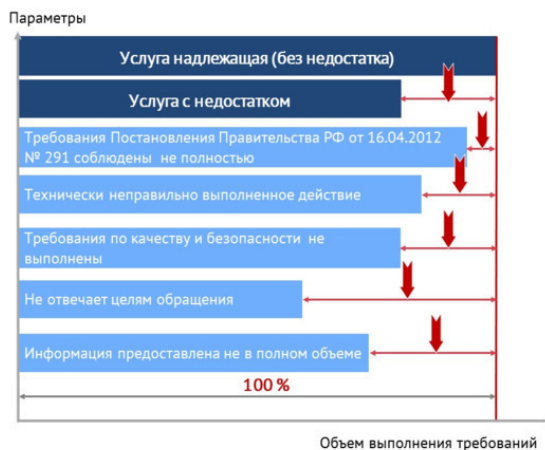 Параметры
Услуга надлежащая (без недостатка)
Услуга с недостатком
Требования Постановления Правительства РФ от 16.04.2012
№ 291 соблюдены не полностью
Технически неправильно выполненное действие
Требования по качеству и безопасности не
выполнены
Не отвечает целям обращения
Информация предоставлена не в полном объеме
100 %
Объем выполнения требований